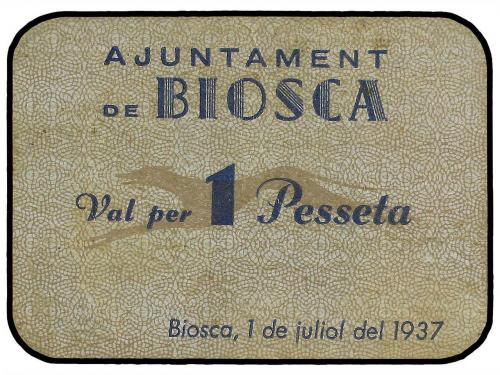 AJUNTAMENT
DE BIOSCA
Val per 1 Pesseta
Biosca, 1 de juliol del 1937